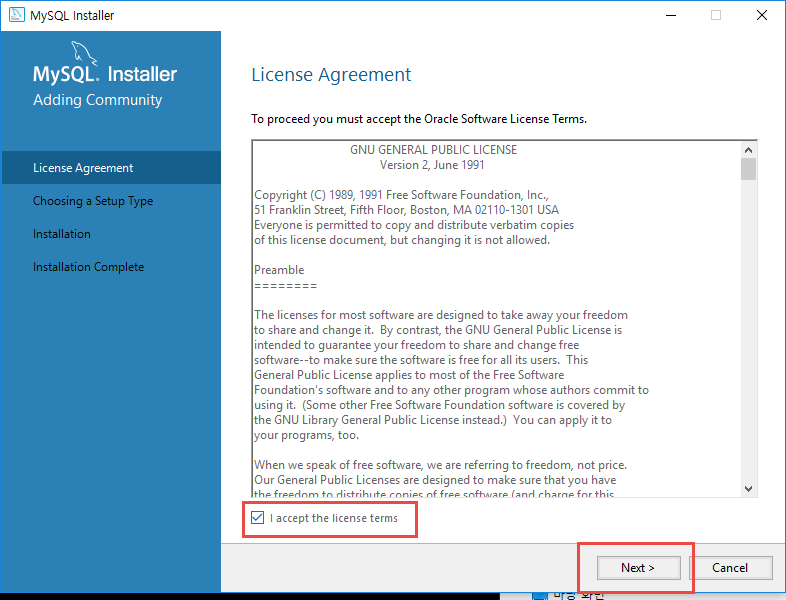 MySQL Installer
MySQL. Installer
Adding Community
License Agreement
Choosing a Setup Type
Installation
Installation Complete
License Agreement
To proceed you must accept the Oracle Software License Terms.
GNU GENERAL PUBLIC LICENSE
Version 2, June 1991
Copyright (C) 1989, 1991 Free Software Foundation, Inc.,
51 Franklin Street, Fifth Floor, Boston, MA 02110-1301 USA
Everyone is permitted to copy and distribute verbatim copies
of this license document, but changing it is not allowed.
Preamble
========
The licenses for most software are designed to take away your freedom
to share and change it.  By contrast, the GNU General Public License is
intended to guarantee your freedom to share and change free
software--to make sure the software is free for all its users.  This
General Public License applies to most of the Free Software
Foundation's software and to any other program whose authors commit to
using it.  (Some other Free Software Foundation software is covered by
the GNU Library General Public License instead.)  You can apply it to
your programs, too.
When we speak of free software, we are referring to freedom, not price.
Our General Public Licenses are designed to make sure that you have
the freedom to distribute copies of free software (and charge for this
I accept the license terms
Next >
Cancel